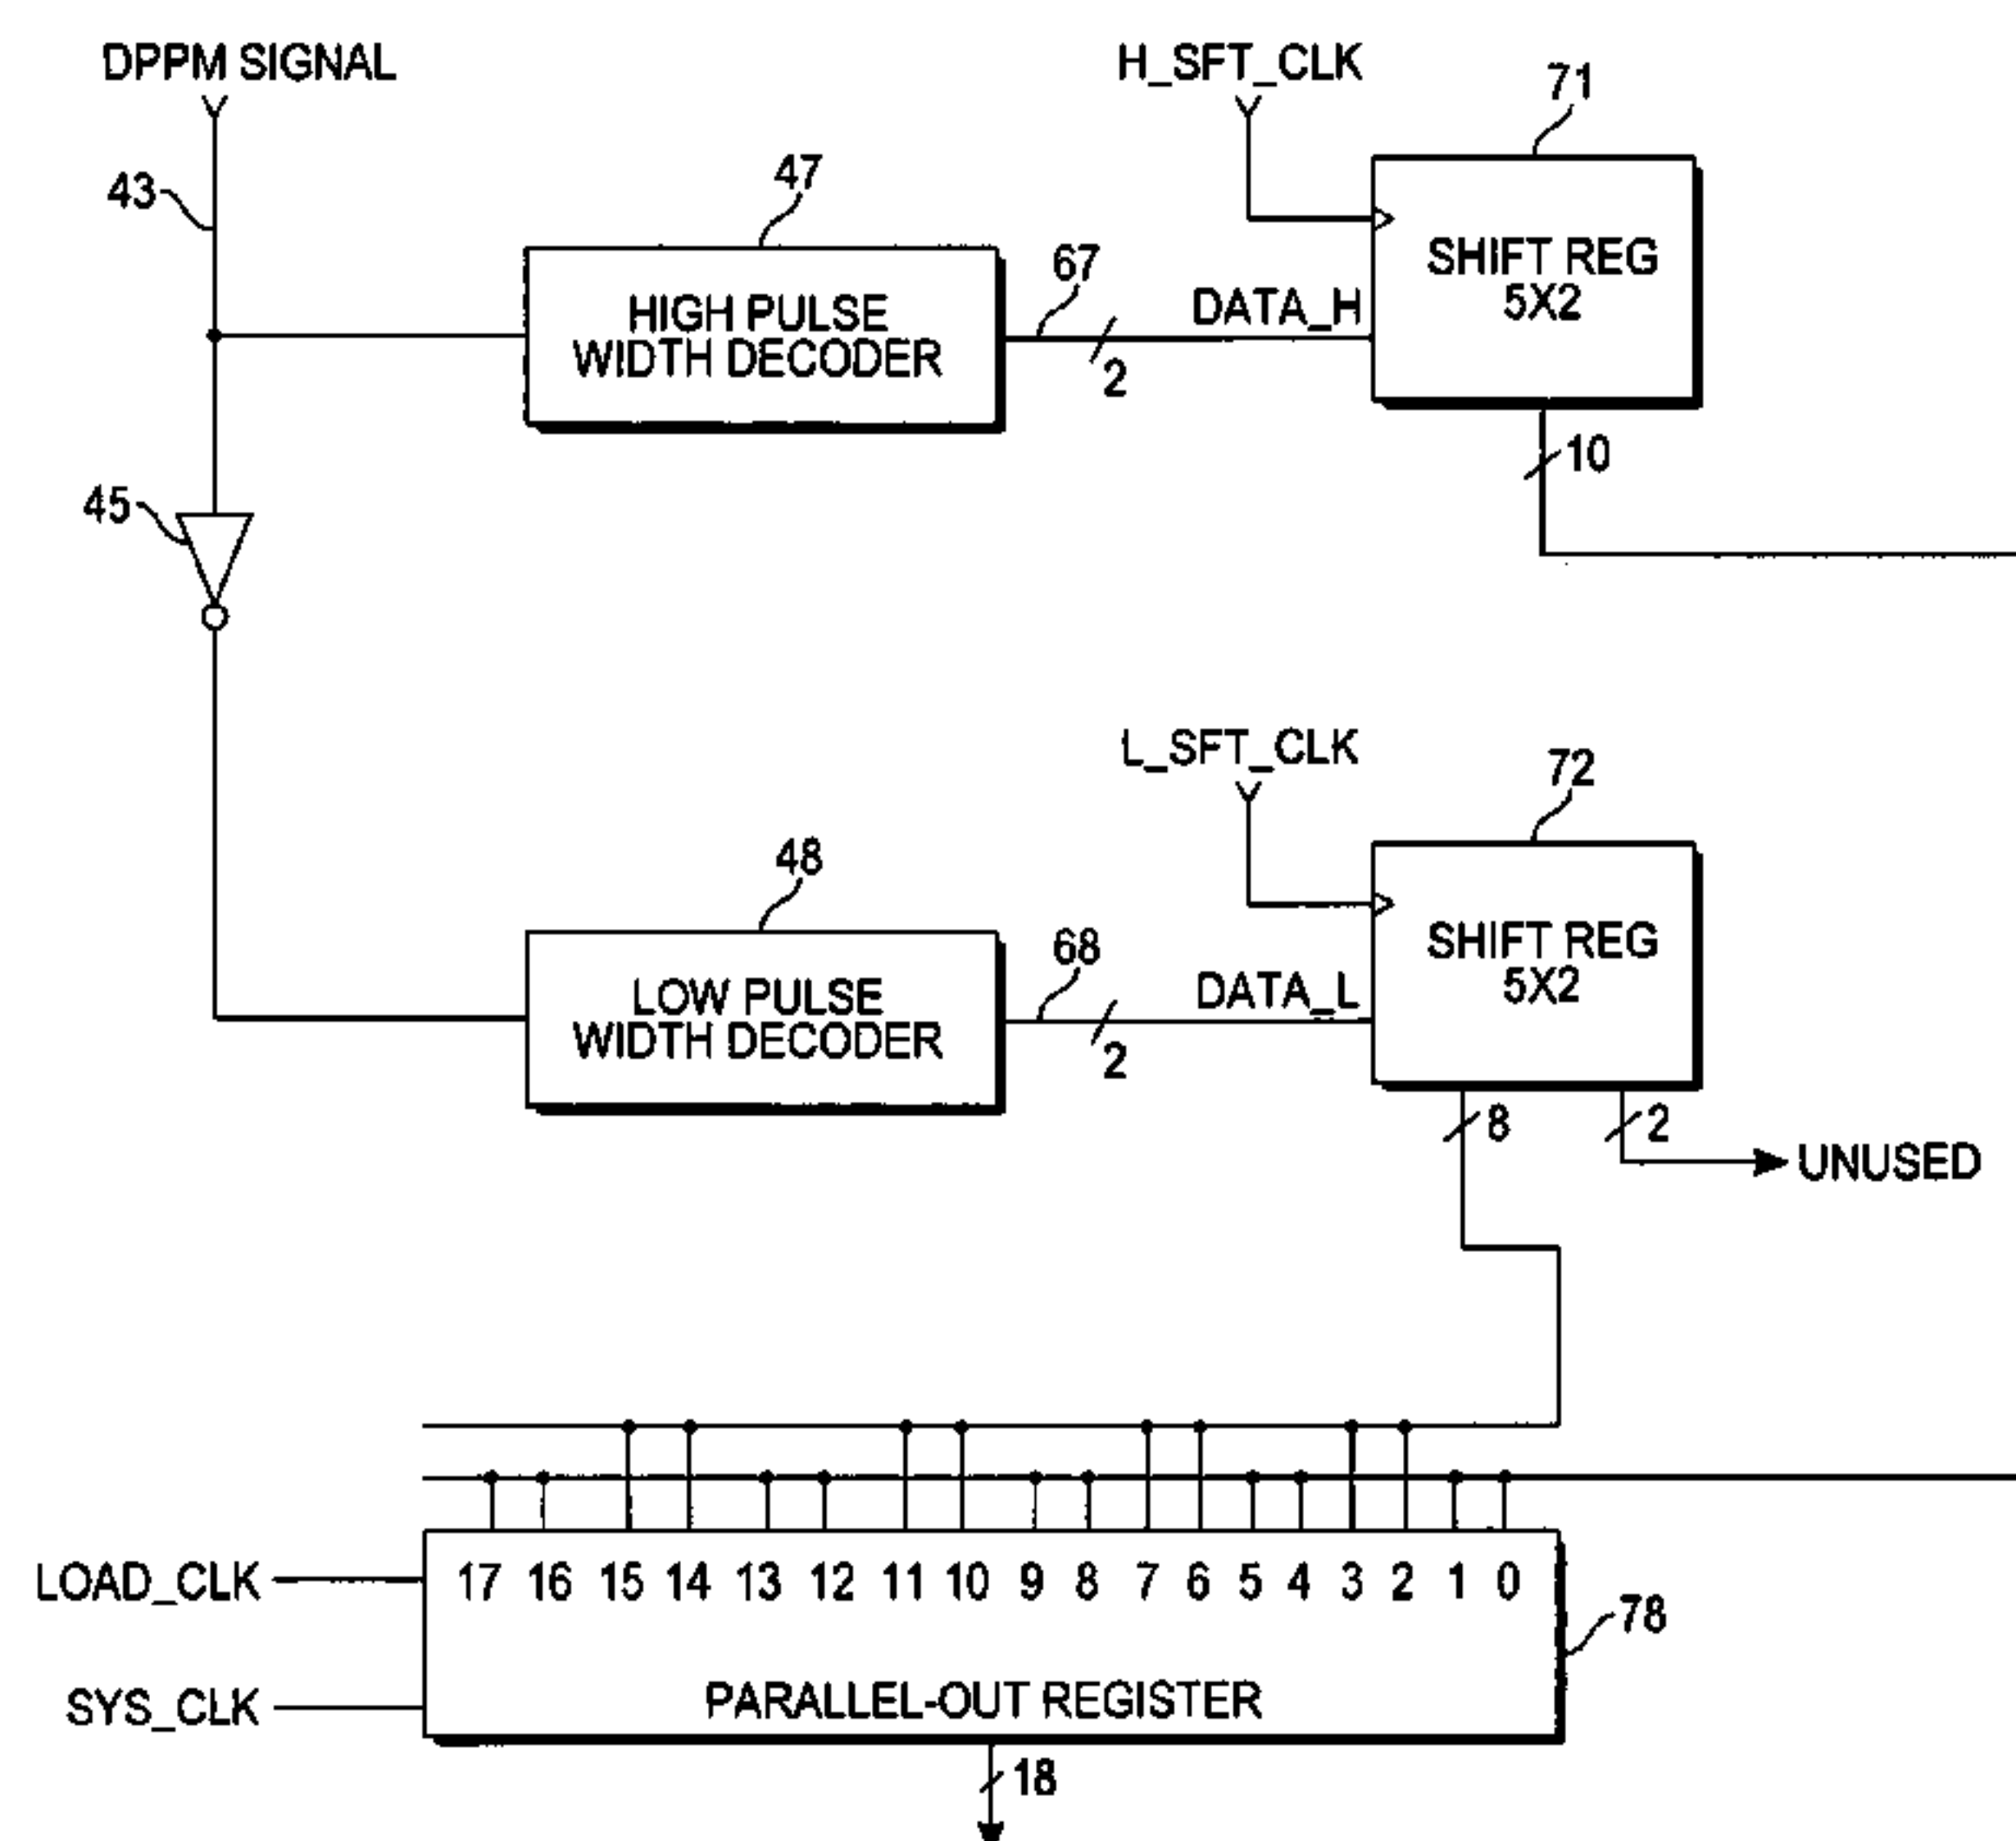 DPPM SIGNAL
H_SFT_CLK
71
43
47
SHIFT REG
5X2
67
DATA_H
HIGH PULSE
WIDTH DECODER
2
10
45
L_SFT_CLK
72
48
SHIFT REG
5X2
68
DATA_L
LOW PULSE
WIDTH DECODER
2
8
2
UNUSED
LOAD_CLK
17 16 15 14 13 12 11 10 9 8 7 6 5 4 3 2 1 0
78
SYS_CLK
PARALLEL-OUT REGISTER
18